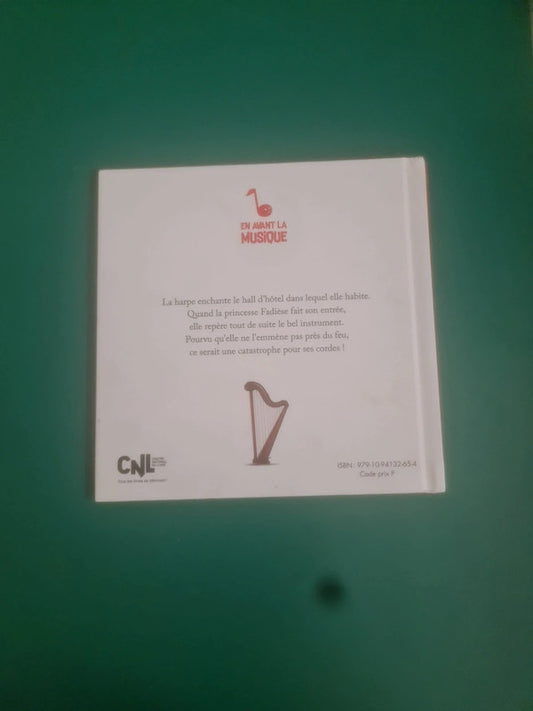 EN AVANT LA
MUSIQUE
La harpe enchante le hall d'hôtel dans lequel elle habite.
Quand la princesse Fadièse fait son entrée,
elle repère tout de suite le bel instrument.
Pourvu qu'elle ne l'emmène pas près du feu,
ce serait une catastrophe pour ses cordes !
CNL
ISBN : 979-10-94132-65-4
Code prix F